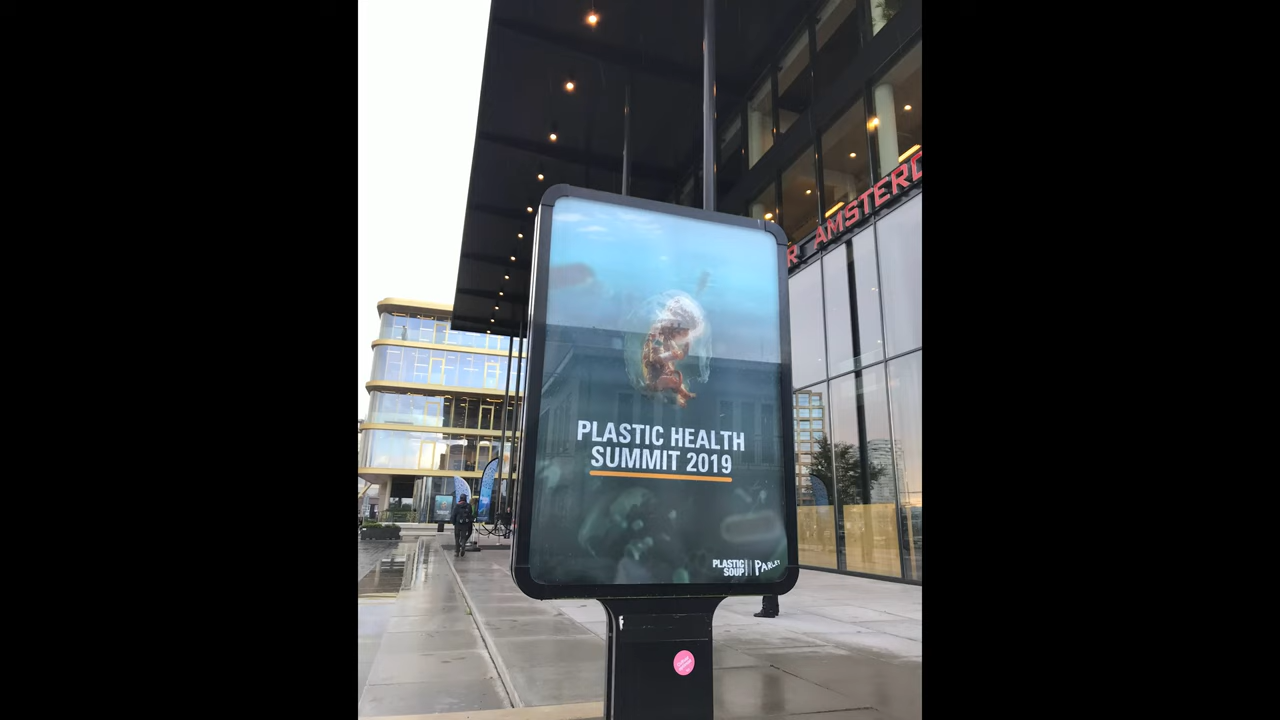 R AMSTERD
PLASTIC HEALTH
SUMMIT 2019
PLASTIC
SOUP
PARLEY